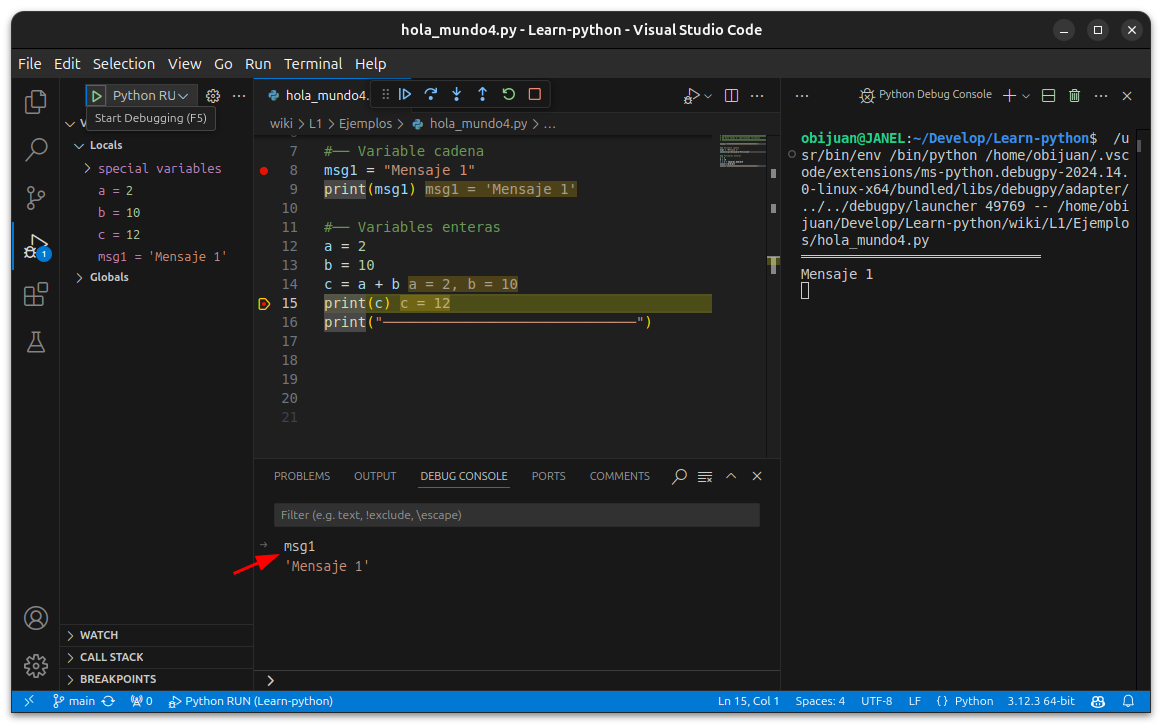 hola_mundo4.py - Learn-python - Visual Studio Code
File Edit Selection View Go Run Terminal Help
Python RU
Start Debugging (F5)
V
Locals
special variables
a = 2
b = 10
c = 12
msg1 = 'Mensaje 1'
Globals
WATCH
CALL STACK
BREAKPOINTS
1
hola_mundo4.
wiki > L1 > Ejemplos > hola_mundo4.py > ...
7 #── Variable cadena
8 msg1 = "Mensaje 1"
9 print(msg1) msg1 = 'Mensaje 1'
10
11 #── Variables enteras
12 a = 2
13 b = 10
14 c = a + b a = 2, b = 10
15 print(c) c = 12
16 print("──────────────────────────────")
17
18
19
20
21
PROBLEMS OUTPUT DEBUG CONSOLE PORTS COMMENTS
Filter (e.g. text, !exclude, \escape)
msg1
'Mensaje 1'
Python Debug Console
obijuan@JANEL:~/Develop/Learn-python$ /u
sr/bin/env /bin/python /home/obijuan/.vsc
ode/extensions/ms-python.debugpy-2024.14.
0-linux-x64/bundled/libs/debugpy/adapter/
../../debugpy/launcher 49769 -- /home/obi
juan/Develop/Learn-python/wiki/L1/Ejemplo
s/hola_mundo4.py
══════════════════════════════
Mensaje 1
main 0 Python RUN (Learn-python) Ln 15, Col 1 Spaces: 4 UTF-8 LF {} Python 3.12.3 64-bit